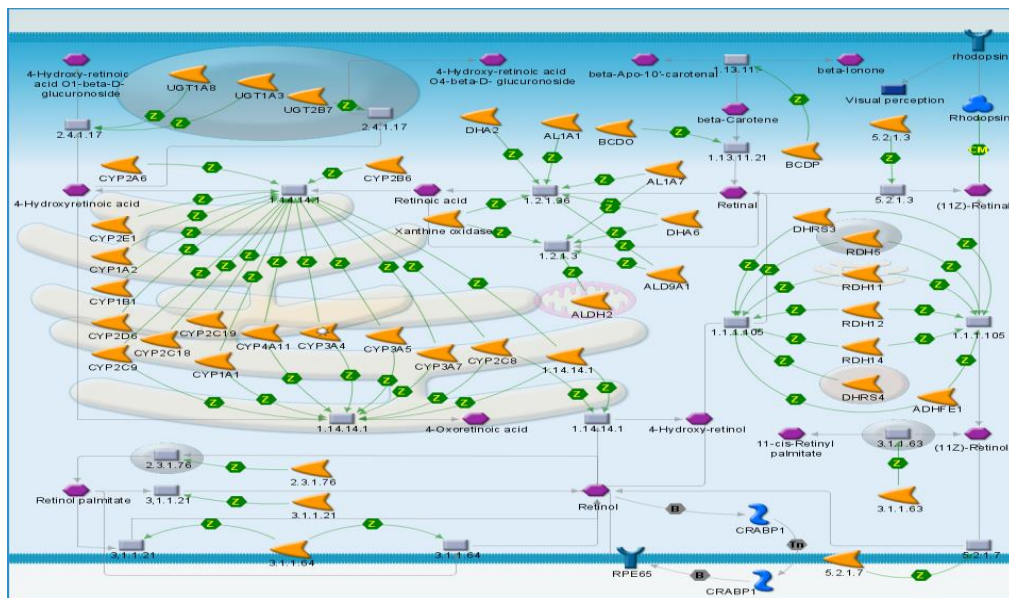 4-Hydroxy-retinoic
acid O1-beta-D-
glucuronoside
UGT1A8
UGT1A3
UGT2B7
Z
Z
Z
2.4.1.17
2.4.1.17
4-Hydroxy-retinoic acid
O4-beta-D- glucuronoside
beta-Apo-10'-carotenal
1.13.11
beta-Ionone
rhodopsin
Visual perception
Rhodopsin
DHA2
AL1A1
BCDO
beta-Carotene
Z
5.2.1.3
BCDP
1.13.11.21
CM
CYP2A6
Z
Z
CYP2B6
Z
Z
Z
AL1A7
Z
4-Hydroxyretinoic acid
1.14.14.1
Retinoic acid
1.2.1.36
Retinal
5.2.1.3
(11Z)-Retinal
CYP2E1
Xanthine oxidase
Z
Z
DHA6
DHRS3
1.2.1.3
RDH5
CYP1A2
ALD9A1
RDH11
CYP1B1
ALDH2
CYP2D6
CYP2C19
CYP2C18
CYP4A11
CYP3A4
CYP3A5
1.1.1.105
RDH12
1.1.1.105
CYP2C9
CYP1A1
CYP3A7
CYP2C8
1.14.14.1
RDH14
DHRS4
ADHFE1
1.14.14.1
4-Oxoretinoic acid
1.14.14.1
4-Hydroxy-retinol
11-cis-Retinyl
palmitate
3.1.1.63
(11Z)-Retinol
2.3.1.76
Z
2.3.1.76
Z
Retinol palmitate
3,1.1.21
Z
3.1.1.21
Retinol
3.1.1.63
B
CRABP1
3,1.1.21
Z
3.1.1.64
Z
3.1.1.64
Tn
5.2.1.7
RPE65
B
CRABP1
5.2.1.7
Z